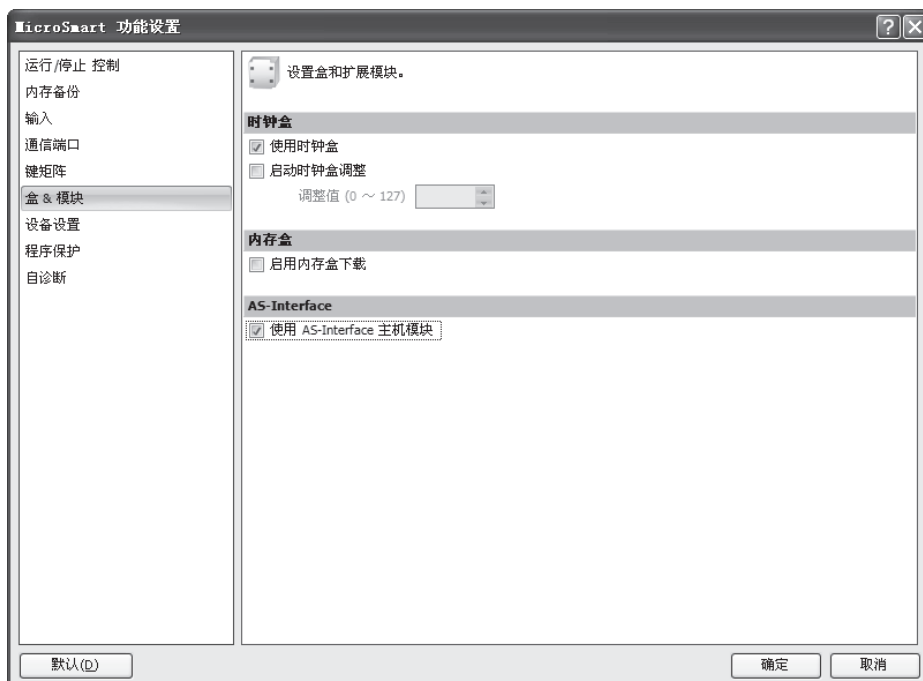 MicroSmart 功能设置
运行/停止 控制
内存备份
输入
通信端口
键矩阵
盒 & 模块
设备设置
程序保护
自诊断
设置盒和扩展模块。
时钟盒
使用时钟盒
启动时钟盒调整
调整值 (0 ～ 127)
内存盒
启用内存盒下载
AS-Interface
使用 AS-Interface 主机模块
默认(D)
确定
取消